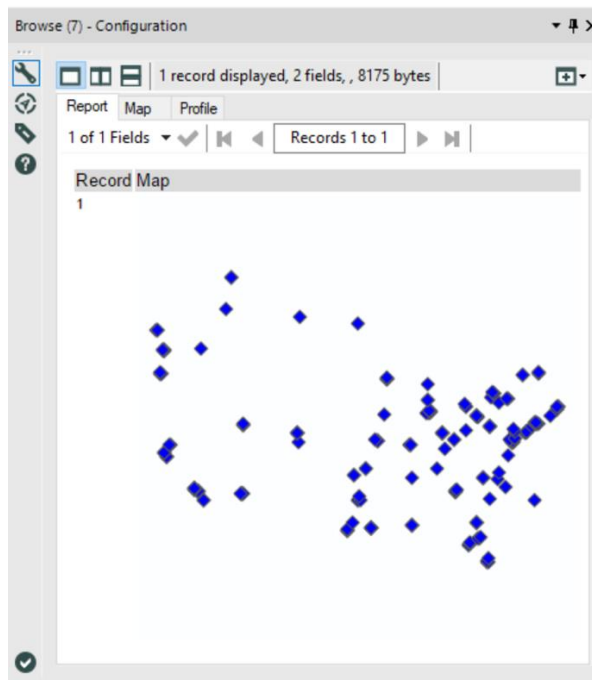 Browse (7) - Configuration
1 record displayed, 2 fields, , 8175 bytes
Report Map Profile
1 of 1 Fields Records 1 to 1
Record Map
1